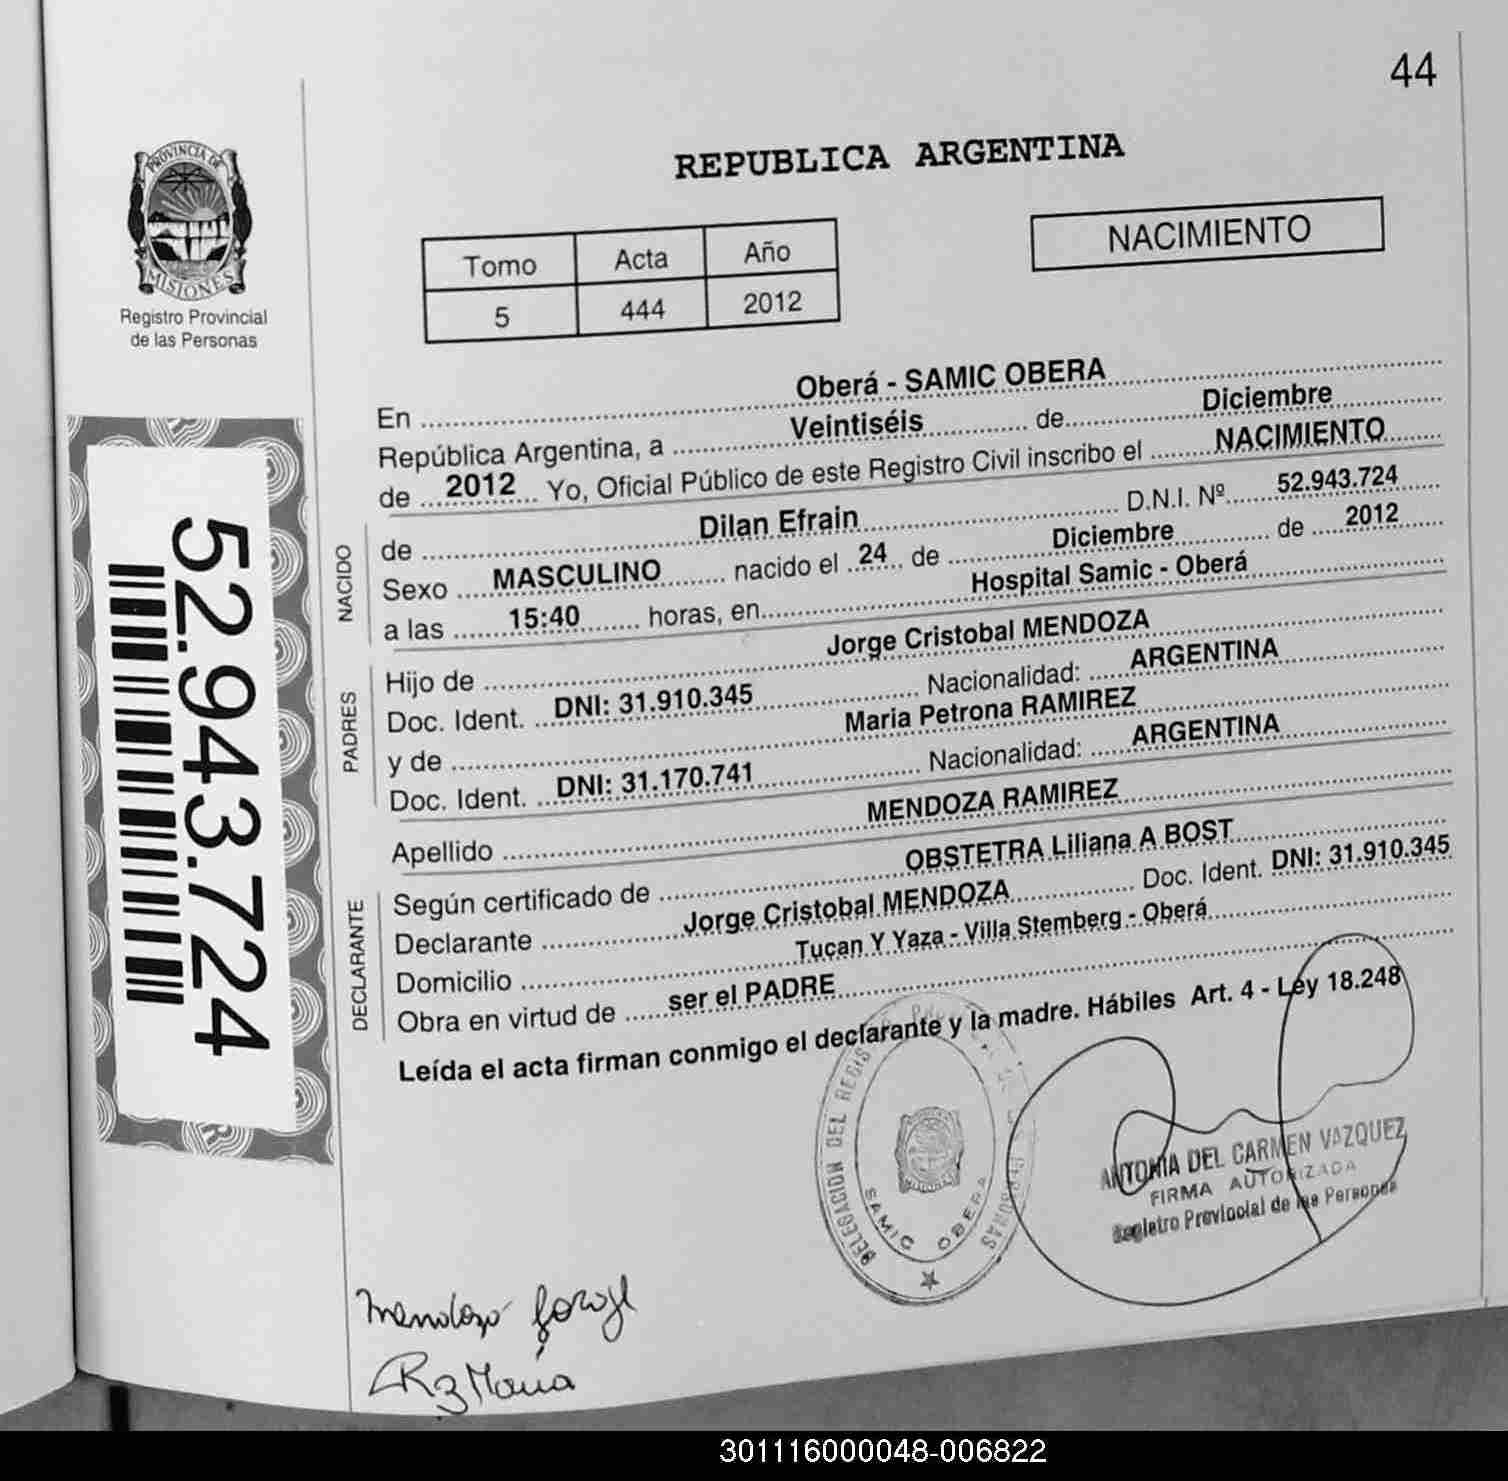 44
PROVINCIA DE
MISIONES
Registro Provincial
de las Personas
REPUBLICA ARGENTINA
NACIMIENTO
Tomo Acta Año
5 444 2012
52.943.724
En Oberá - SAMIC OBERA
República Argentina, a Veintiséis de Diciembre
de 2012 Yo, Oficial Público de este Registro Civil inscribo el NACIMIENTO
NACIDO
de Dilan Efrain D.N.I. Nº 52.943.724
Sexo MASCULINO nacido el 24 de Diciembre de 2012
a las 15:40 horas, en Hospital Samic - Oberá
PADRES
Hijo de Jorge Cristobal MENDOZA
Doc. Ident. DNI: 31.910.345 Nacionalidad: ARGENTINA
y de Maria Petrona RAMIREZ
Doc. Ident. DNI: 31.170.741 Nacionalidad: ARGENTINA
Apellido MENDOZA RAMIREZ
DECLARANTE
Según certificado de OBSTETRA Liliana A BOST
Declarante Jorge Cristobal MENDOZA Doc. Ident. DNI: 31.910.345
Domicilio Tucan Y Yaza - Villa Stemberg - Oberá
Obra en virtud de ser el PADRE
Leída el acta firman conmigo el declarante y la madre. Hábiles Art. 4 - Ley 18.248
DELEGACION DEL REGISTRO PERSONAS
SAMIC OBERA
ANTONIA DEL CARMEN VAZQUEZ
FIRMA AUTORIZADA
Registro Provincial de las Personas
Mendoza Jorge
Rz Maria
301116000048-006822